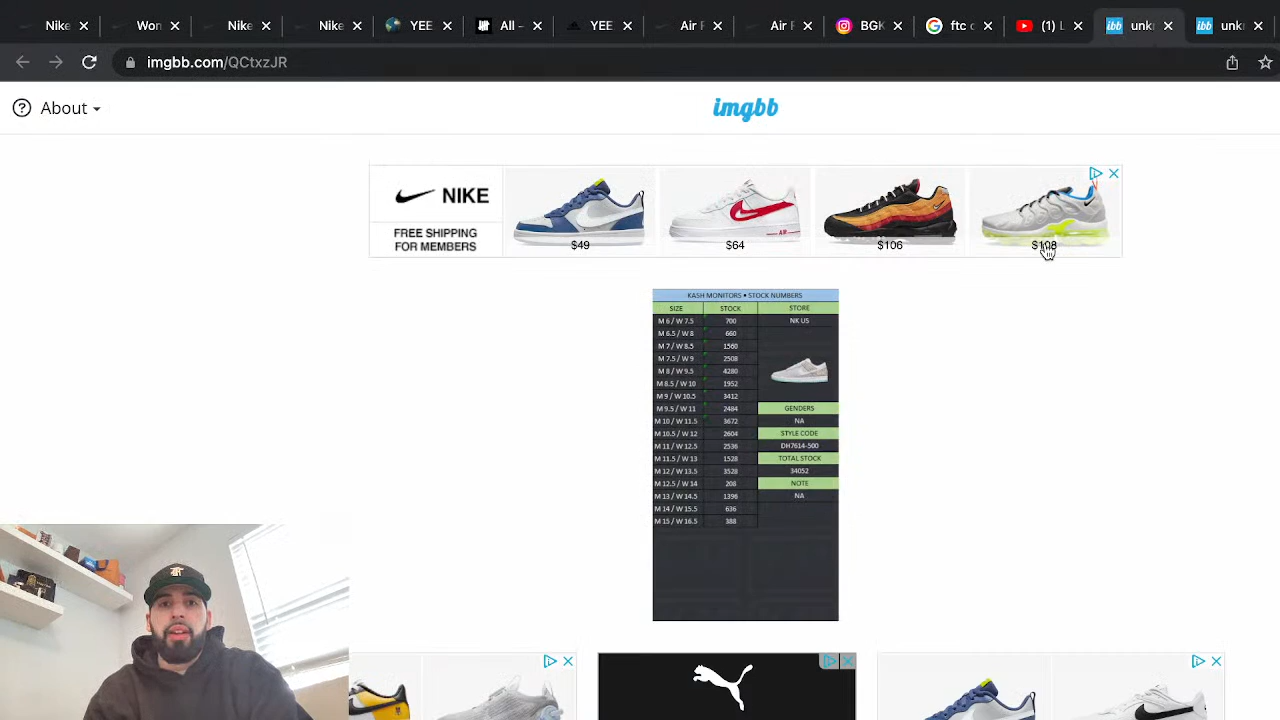 Nike
Won
Nike
Nike
YEE
All –
YEE
Air F
Air F
BGK
ftc c
(1) L
ibb unk
ibb unk
imgbb.com/QCtxzJR
? About
imgbb
NIKE
FREE SHIPPING
FOR MEMBERS
$49
$64
$106
$108
KASH MONITORS • STOCK NUMBERS
SIZE STOCK STORE
M 6 / W 7.5 700 NK US
M 6.5 / W 8 660
M 7 / W 8.5 1560
M 7.5 / W 9 2508
M 8 / W 9.5 4280
M 8.5 / W 10 1952
M 9 / W 10.5 3412
M 9.5 / W 11 2484 GENDERS
M 10 / W 11.5 3672 NA
M 10.5 / W 12 2604 STYLE CODE
M 11 / W 12.5 2536 DH7614-500
M 11.5 / W 13 1528 TOTAL STOCK
M 12 / W 13.5 3528 34052
M 12.5 / W 14 208 NOTE
M 13 / W 14.5 1396 NA
M 14 / W 15.5 636
M 15 / W 16.5 388